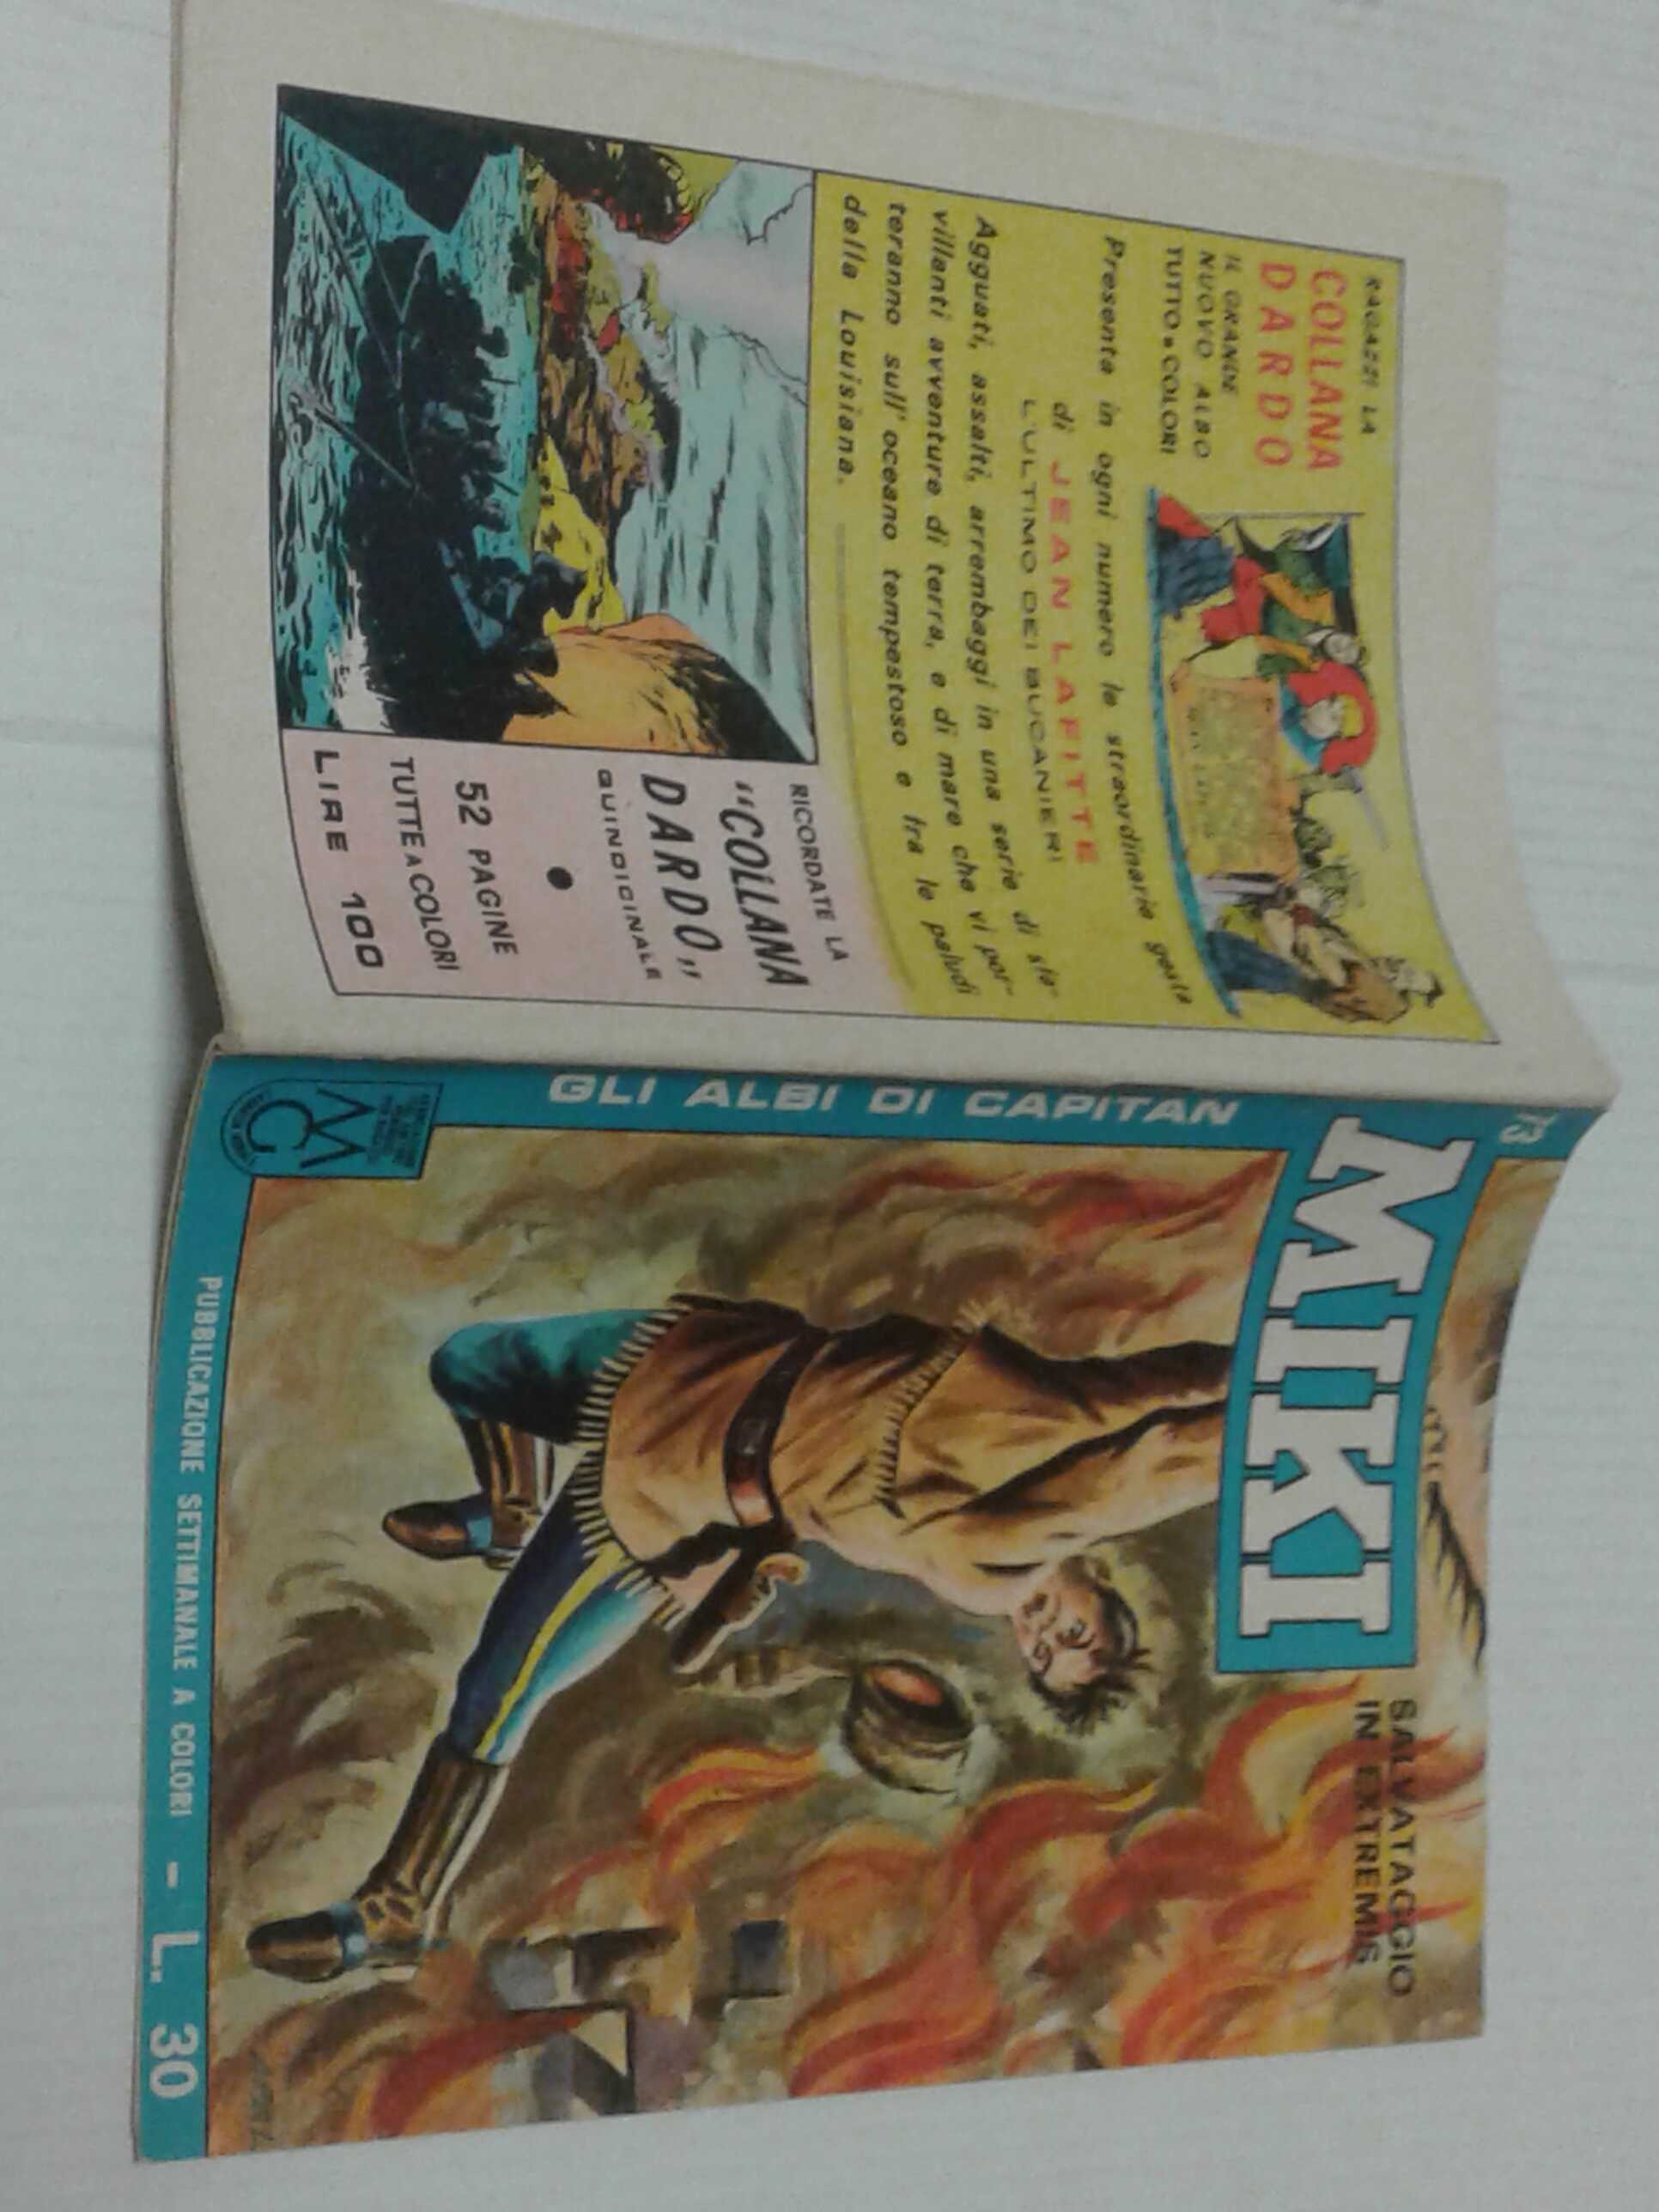 RAGAZZI LA
COLLANA
DARDO
IL GRANDE
NUOVO ALBO
TUTTO A COLORI
Presenta in ogni numero le straordinarie gesta
di JEAN LAFITTE
L'ULTIMO DEI BUCANIERI
Agguati, assalti, arrembaggi in una serie di sfa-
villanti avventure di terra, e di mare che vi por-
teranno sull'oceano tempestoso e fra le paludi
della Louisiana.
RICORDATE LA
“COLLANA
DARDO”
QUINDICINALE
52 PAGINE
TUTTE A COLORI
LIRE 100
73
GLI ALBI DI CAPITAN
MIKI
SALVATAGGIO
IN EXTREMIS
MG
PUBBLICAZIONE SETTIMANALE A COLORI - L. 30